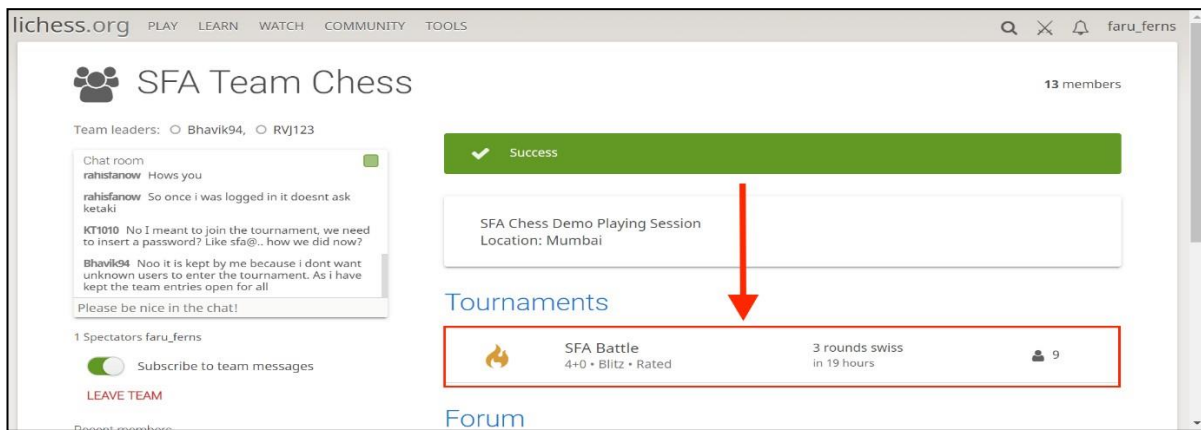 lichess.org PLAY LEARN WATCH COMMUNITY TOOLS faru_ferns
SFA Team Chess
13 members
Team leaders: Bhavik94, RVJ123
Chat room
rahisfanow Hows you
rahisfanow So once i was logged in it doesnt ask
ketaki
KT1010 No I meant to join the tournament, we need
to insert a password? Like sfa@.. how we did now?
Bhavik94 Noo it is kept by me because i dont want
unknown users to enter the tournament. As i have
kept the team entries open for all
Please be nice in the chat!
1 Spectators faru_ferns
Subscribe to team messages
LEAVE TEAM
Recent members
Success
SFA Chess Demo Playing Session
Location: Mumbai
Tournaments
SFA Battle
4+0 • Blitz • Rated
3 rounds swiss
in 19 hours
9
Forum